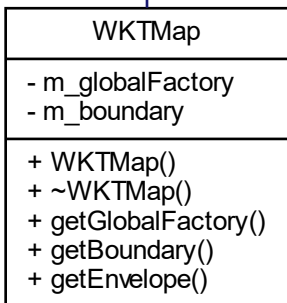 WKTMap
- m_globalFactory
- m_boundary
+ WKTMap()
+ ~WKTMap()
+ getGlobalFactory()
+ getBoundary()
+ getEnvelope()